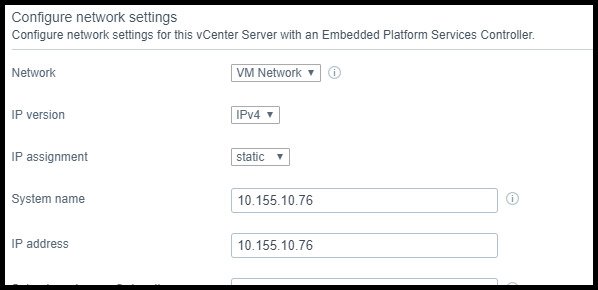 Configure network settings
Configure network settings for this vCenter Server with an Embedded Platform Services Controller.
Network VM Network
IP version IPv4
IP assignment static
System name 10.155.10.76
IP address 10.155.10.76